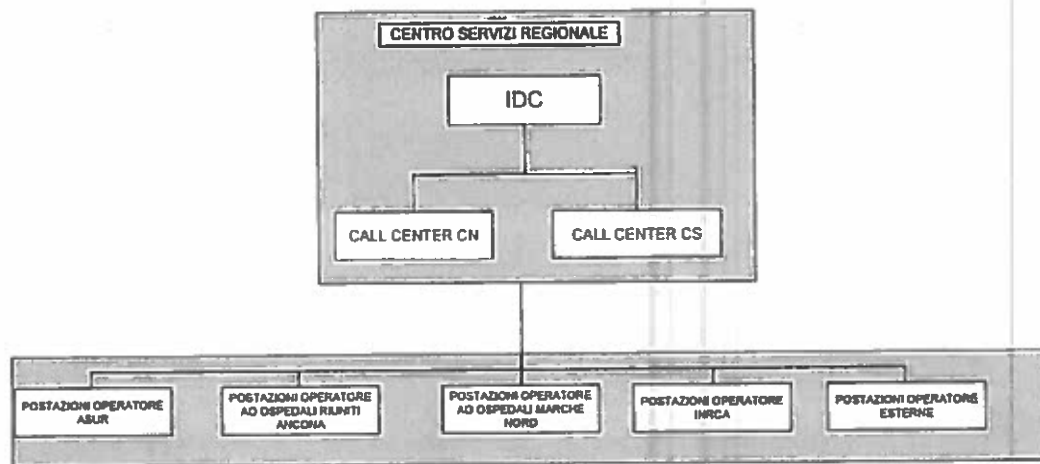 CENTRO SERVIZI REGIONALE
IDC
CALL CENTER CN
CALL CENTER CS
POSTAZIONI OPERATORE
ASUR
POSTAZIONI OPERATORE
AO OSPEDALI RIUNITI
ANCONA
POSTAZIONI OPERATORE
AO OSPEDALI MARCHE
NORD
POSTAZIONI OPERATORE
INRCA
POSTAZIONI OPERATORE
ESTERNE